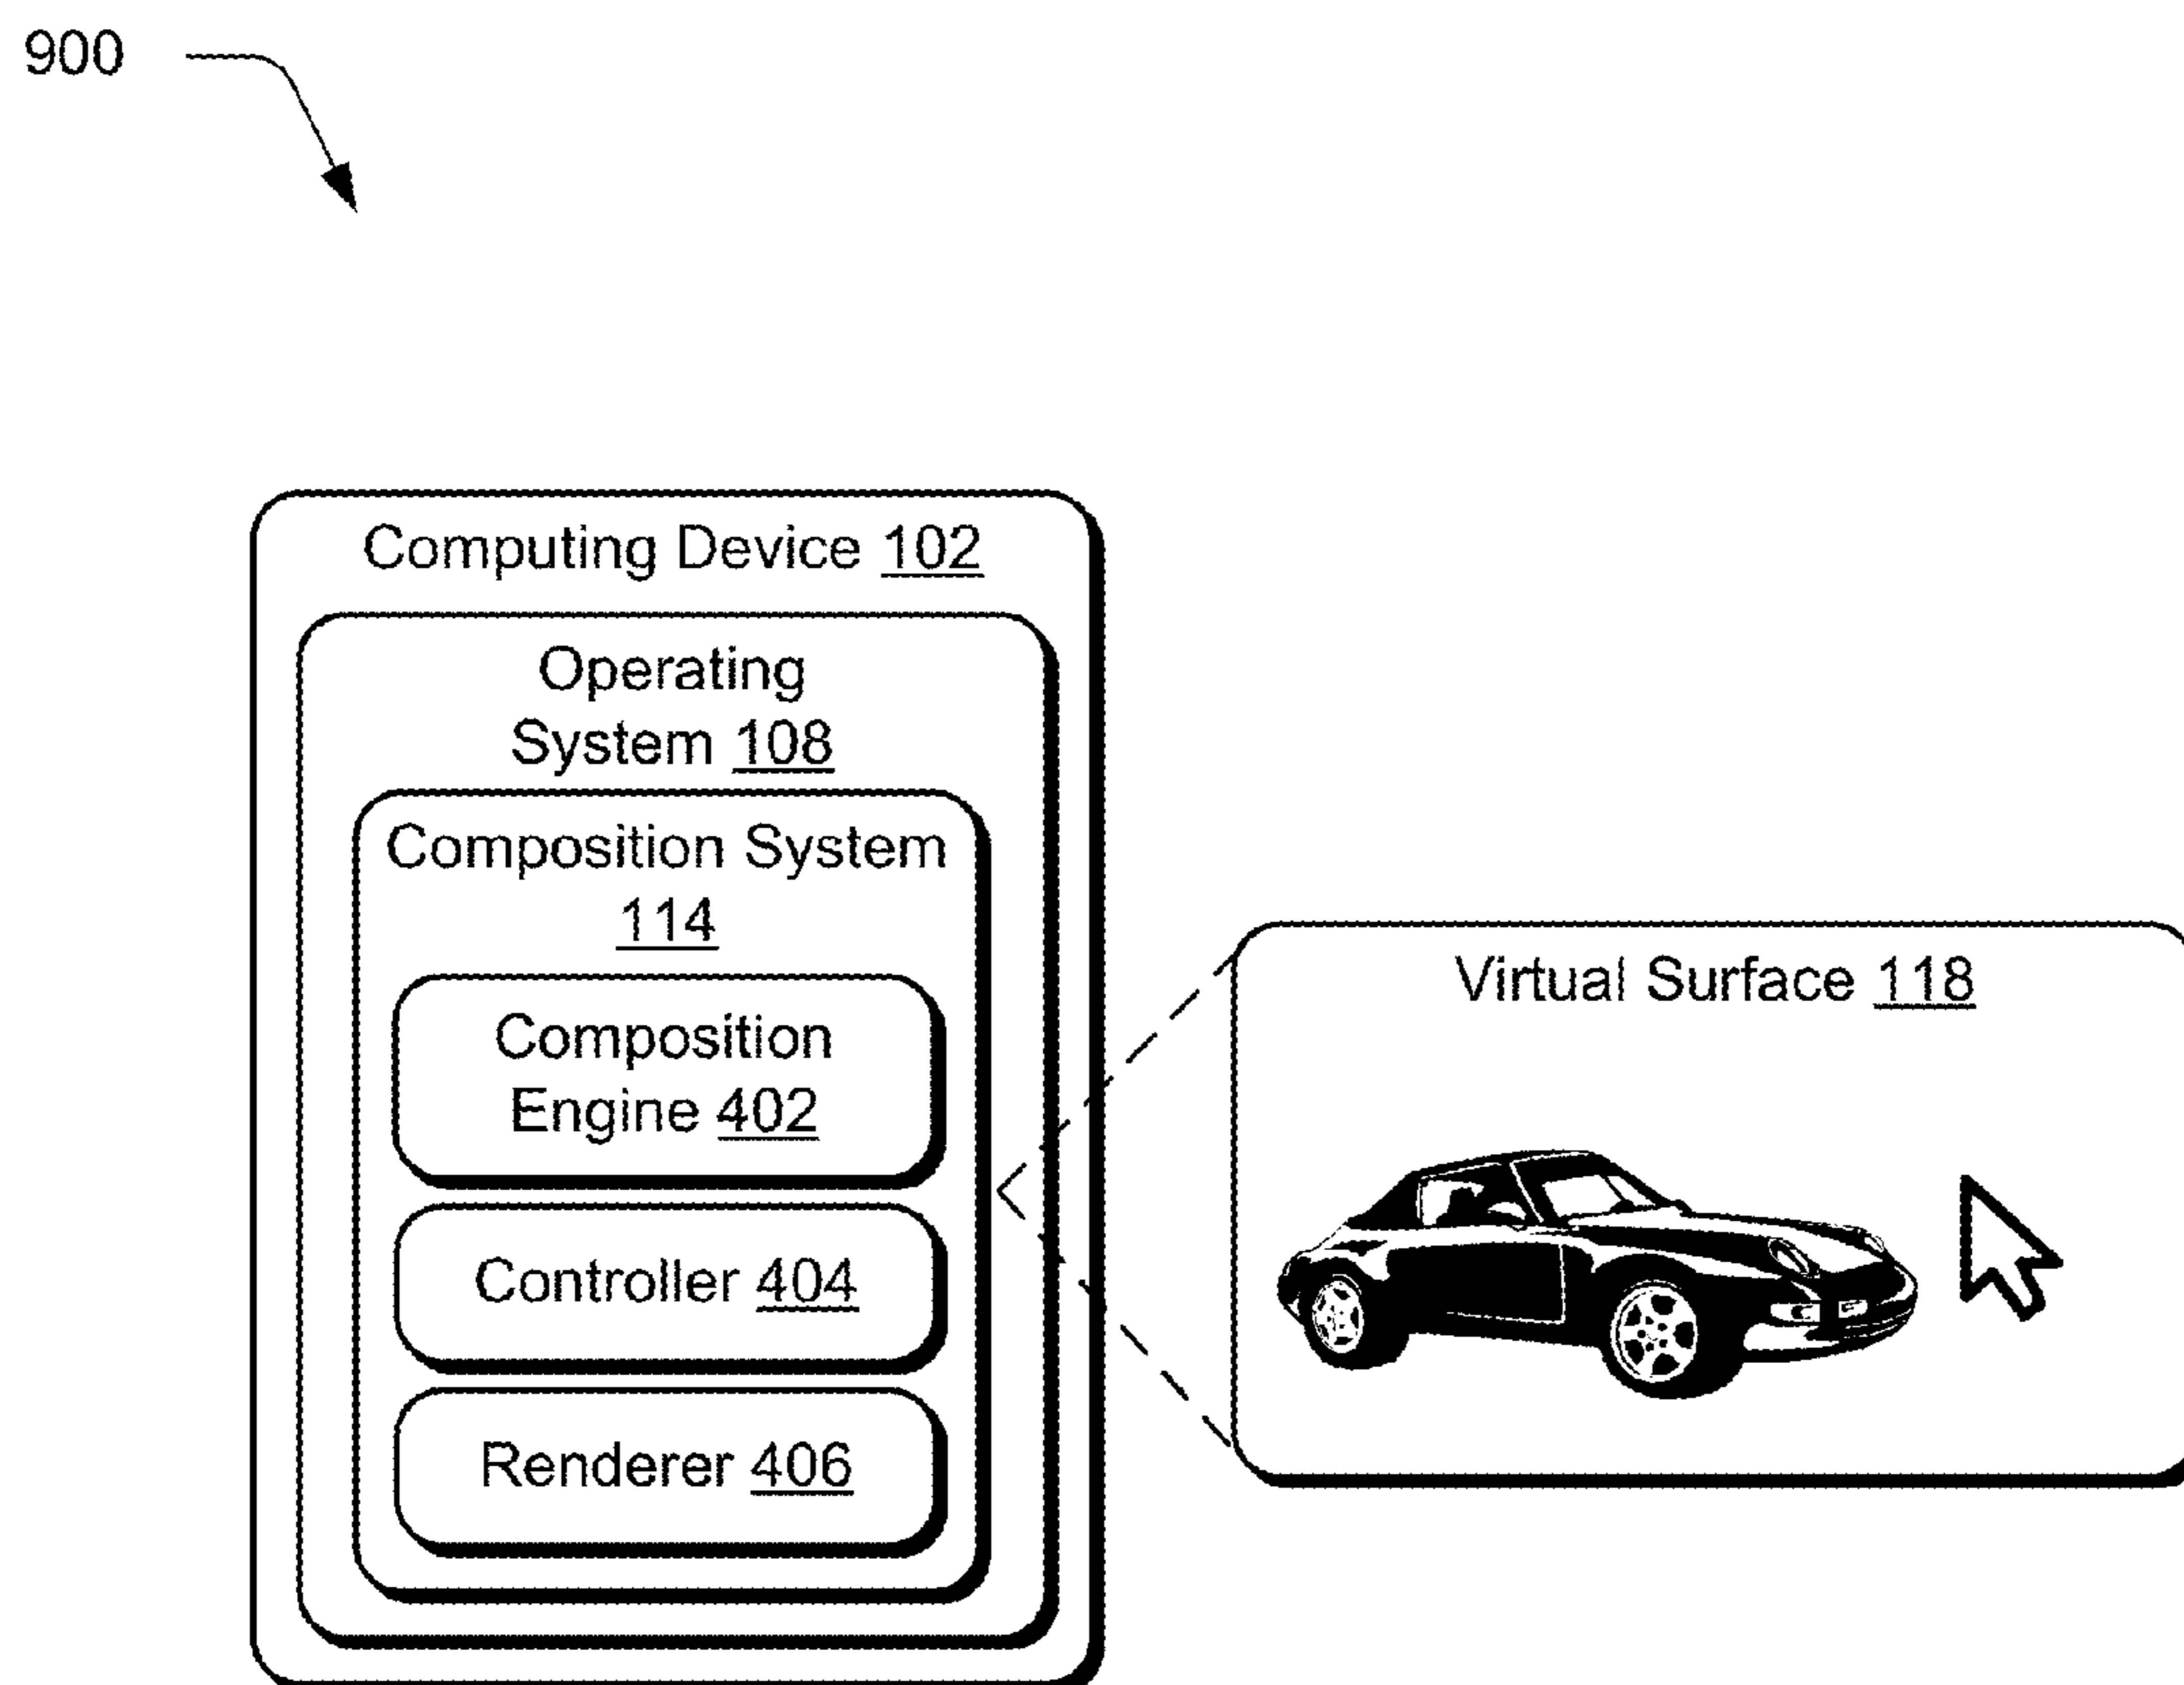 900
Computing Device 102
Operating
System 108
Composition System
114
Composition
Engine 402
Controller 404
Renderer 406
Virtual Surface 118